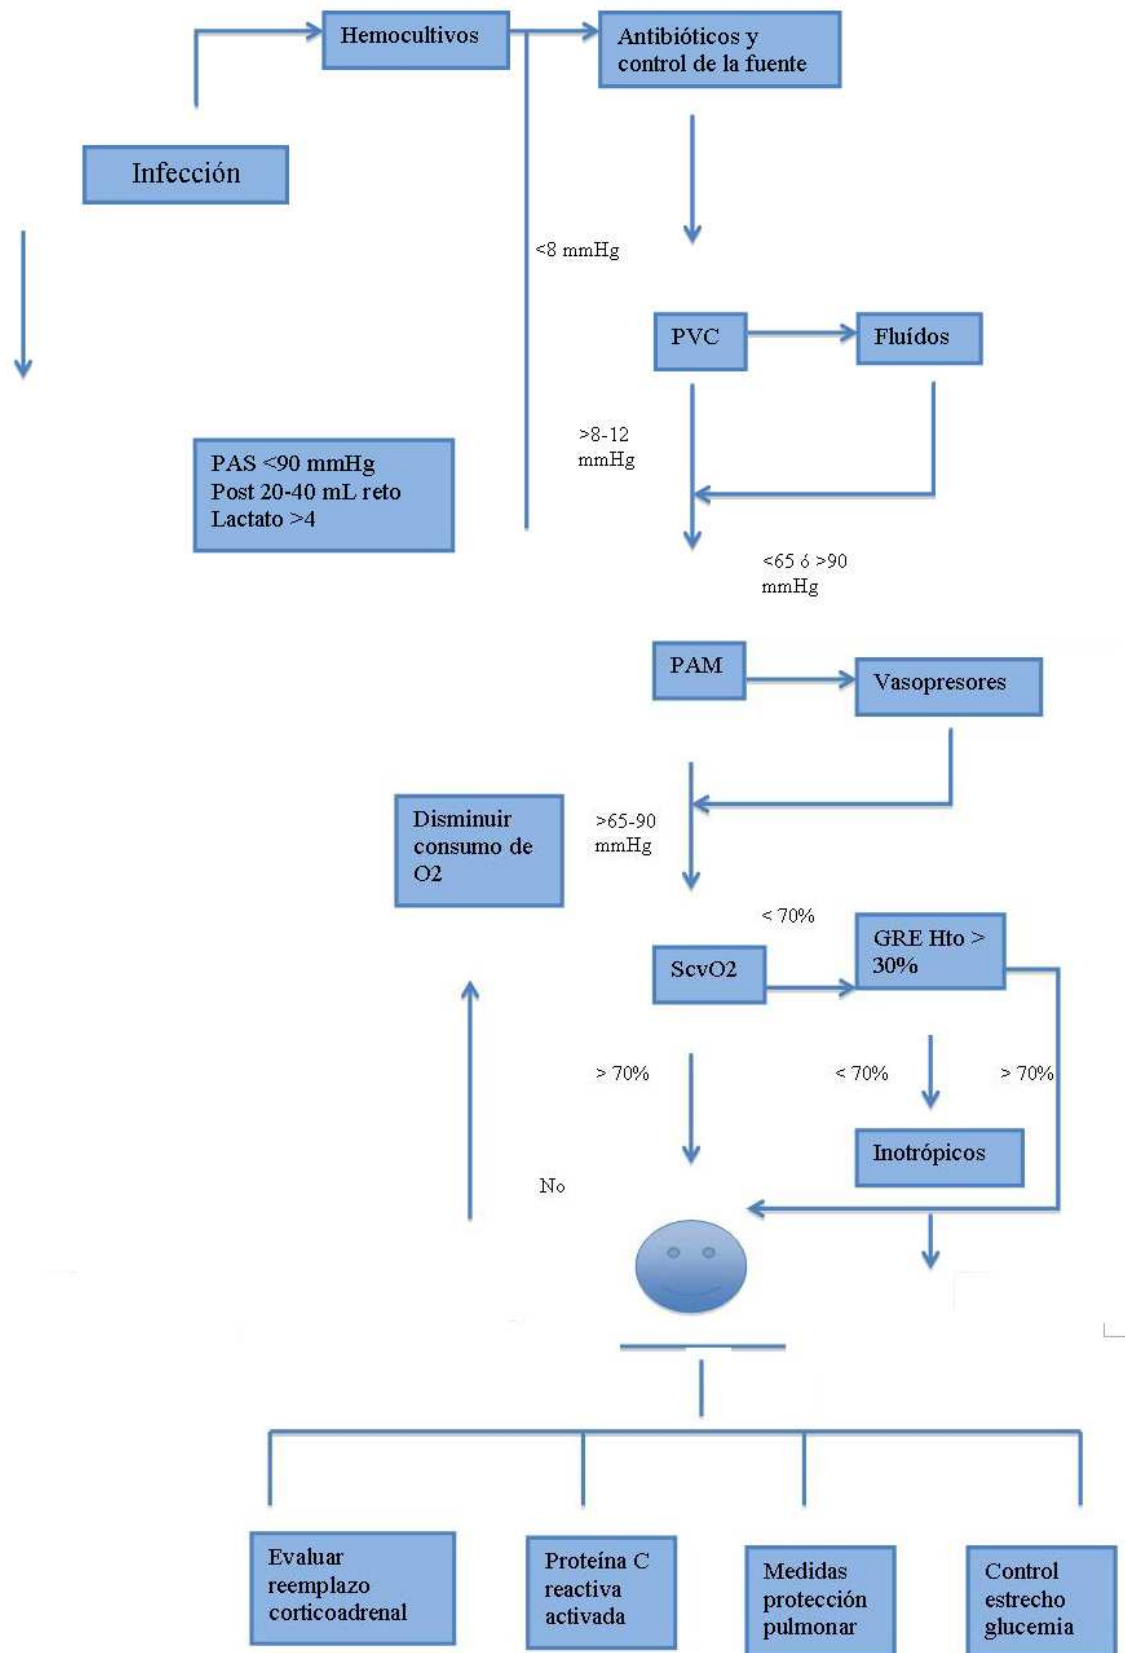 Hemocultivos
Antibióticos y
control de la fuente
Infección
<8 mmHg
PVC
Fluídos
>8-12
mmHg
PAS <90 mmHg
Post 20-40 mL reto
Lactato >4
<65 ó >90
mmHg
PAM
Vasopresores
Disminuir
consumo de
O2
>65-90
mmHg
< 70%
GRE Hto >
30%
ScvO2
> 70%
< 70%
> 70%
Inotrópicos
No
Evaluar
reemplazo
corticoadrenal
Proteína C
reactiva
activada
Medidas
protección
pulmonar
Control
estrecho
glucemia